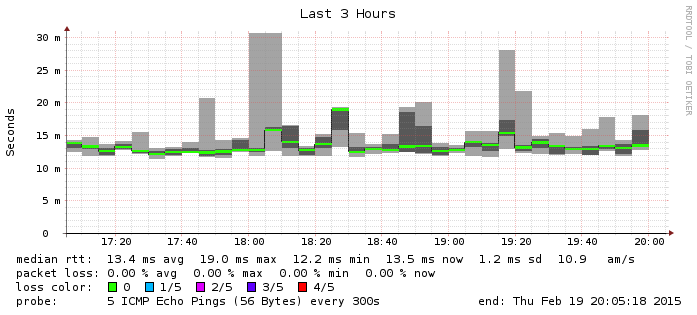 Last 3 Hours
RRDTOOL / TOBI OETIKER
Seconds
30 m
25 m
20 m
15 m
10 m
5 m
0
17:20 17:40 18:00 18:20 18:40 19:00 19:20 19:40 20:00
median rtt: 13.4 ms avg 19.0 ms max 12.2 ms min 13.5 ms now 1.2 ms sd 10.9 am/s
packet loss: 0.00 % avg 0.00 % max 0.00 % min 0.00 % now
loss color: 0 1/5 2/5 3/5 4/5
probe: 5 ICMP Echo Pings (56 Bytes) every 300s end: Thu Feb 19 20:05:18 2015